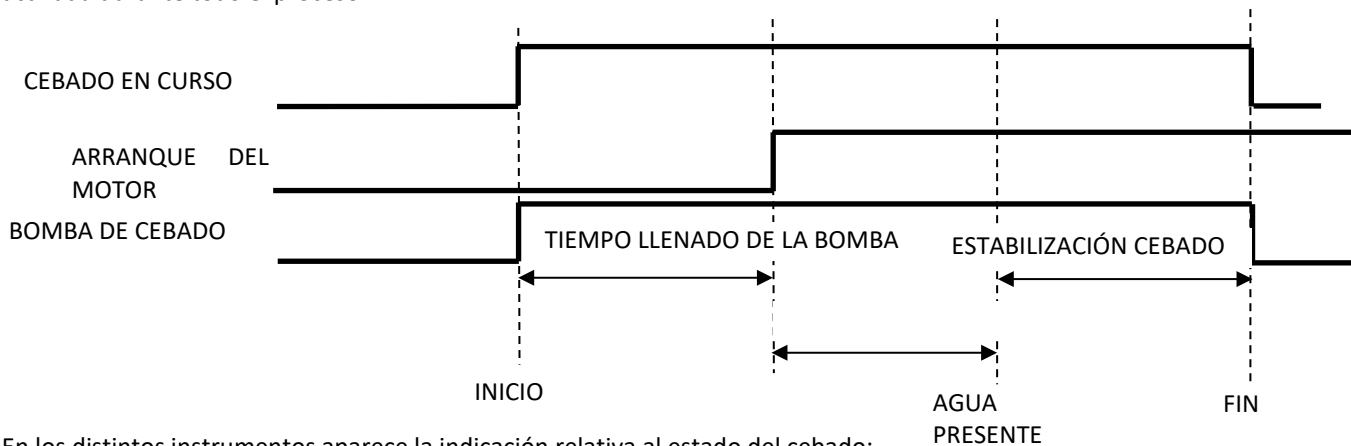 CEBADO EN CURSO
ARRANQUE DEL
MOTOR
BOMBA DE CEBADO
TIEMPO LLENADO DE LA BOMBA
ESTABILIZACIÓN CEBADO
INICIO
AGUA
PRESENTE
FIN
En los distintos instrumentos aparece la indicación relativa al estado del cebado: